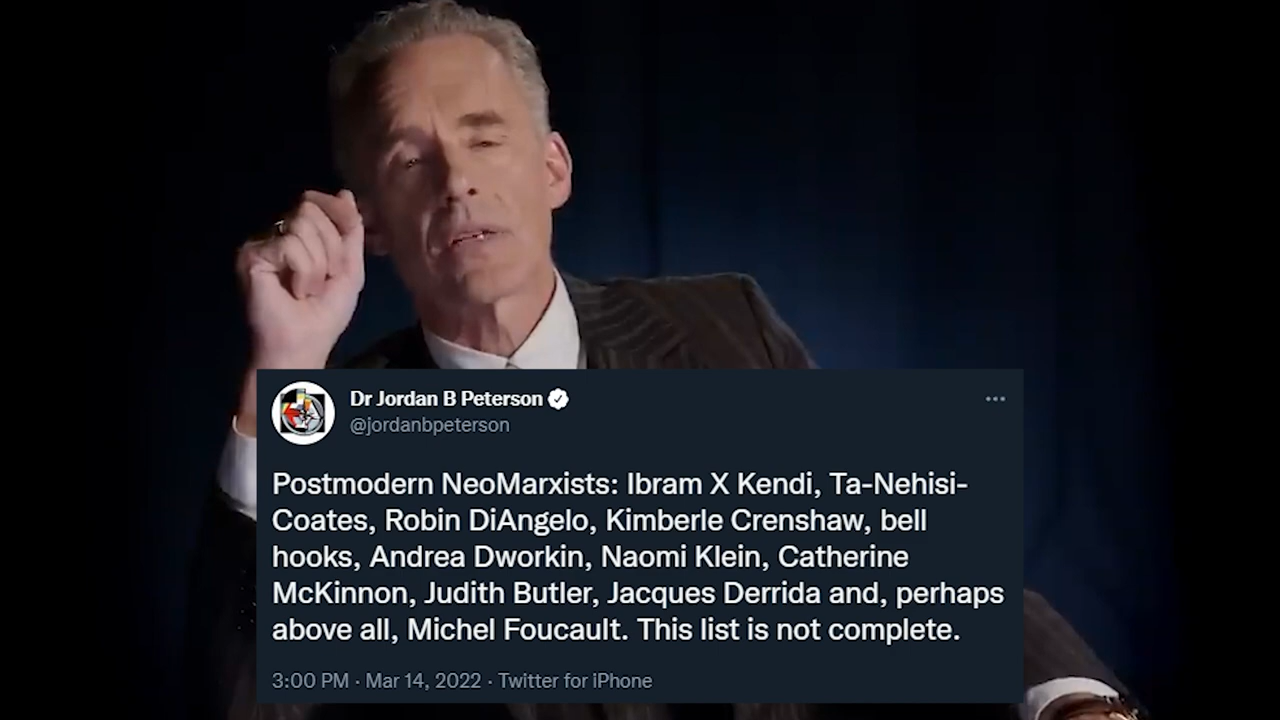 Dr Jordan B Peterson
@jordanbpeterson
Postmodern NeoMarxists: Ibram X Kendi, Ta-Nehisi-
Coates, Robin DiAngelo, Kimberle Crenshaw, bell
hooks, Andrea Dworkin, Naomi Klein, Catherine
McKinnon, Judith Butler, Jacques Derrida and, perhaps
above all, Michel Foucault. This list is not complete.
3:00 PM · Mar 14, 2022 · Twitter for iPhone